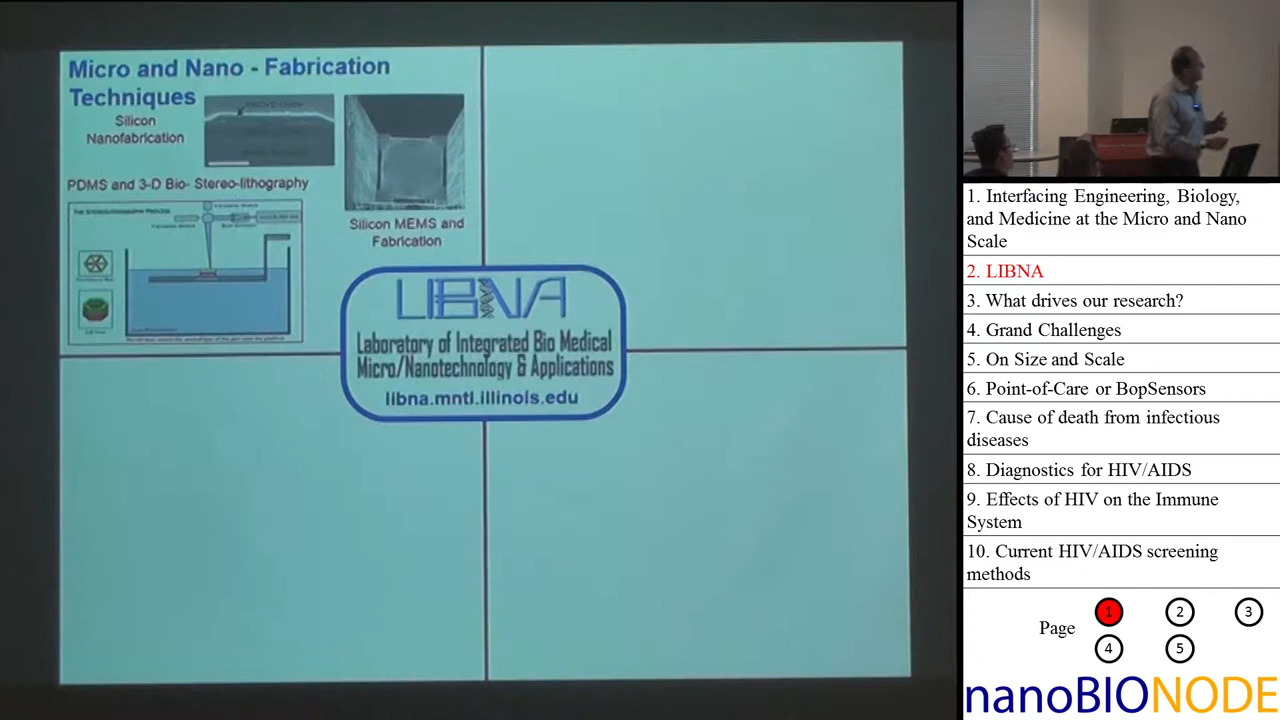 Micro and Nano - Fabrication
Techniques
Silicon
Nanofabrication
PDMS and 3-D Bio- Stereo-lithography
THE STEREOLITHOGRAPHY PROCESS
Silicon MEMS and
Fabrication
LIBNA
Laboratory of Integrated Bio Medical
Micro/Nanotechnology & Applications
libna.mntl.illinois.edu
1. Interfacing Engineering, Biology,
and Medicine at the Micro and Nano
Scale
2. LIBNA
3. What drives our research?
4. Grand Challenges
5. On Size and Scale
6. Point-of-Care or BopSensors
7. Cause of death from infectious
diseases
8. Diagnostics for HIV/AIDS
9. Effects of HIV on the Immune
System
10. Current HIV/AIDS screening
methods
Page
1 2 3
4 5
nanoBIONODE